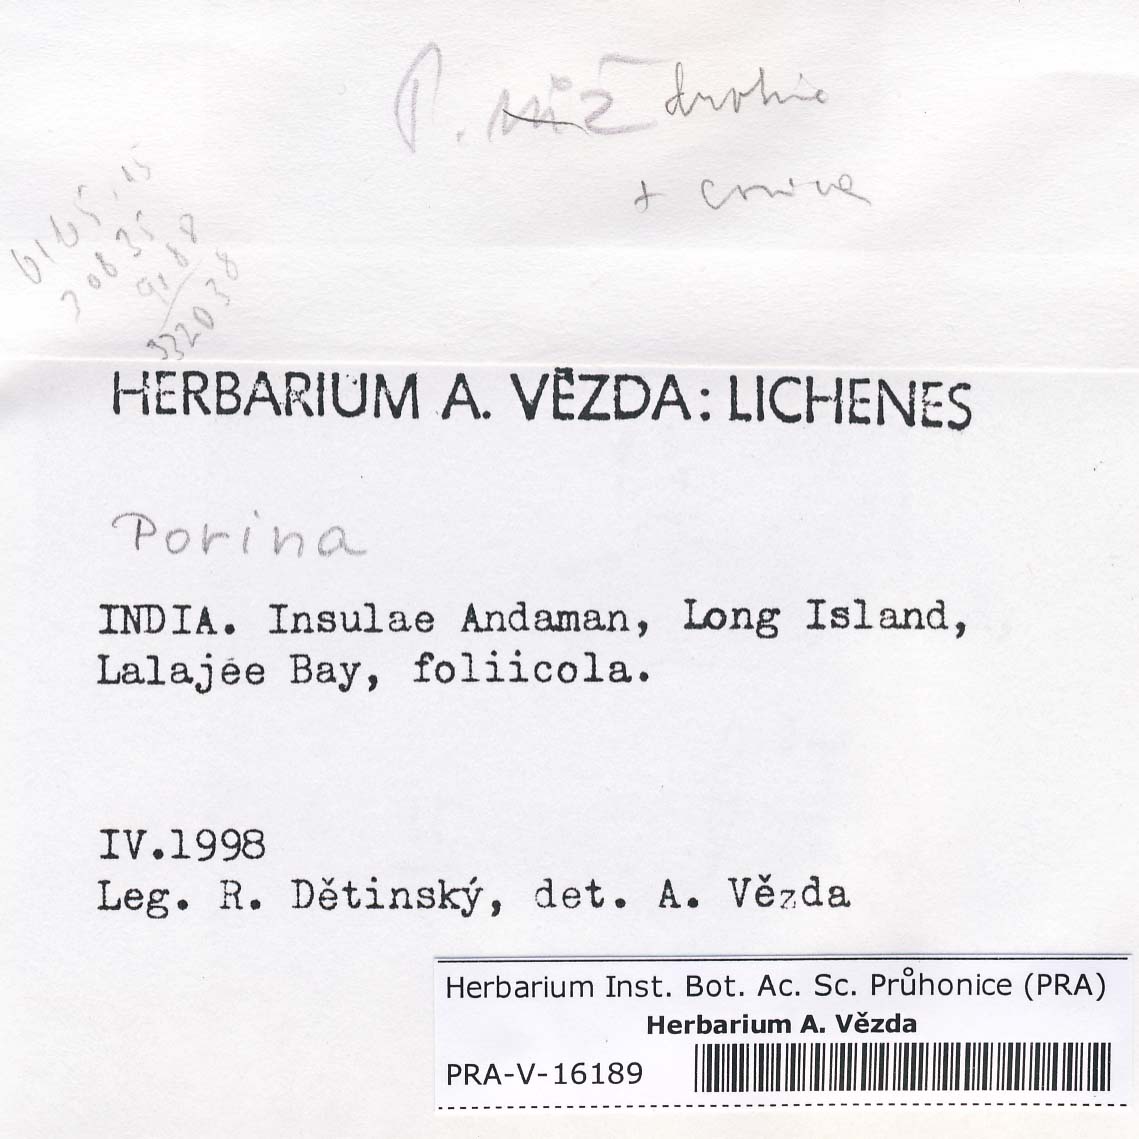 P.
+
HERBARIUM A. VĚZDA: LICHENES
Porina
INDIA. Insulae Andaman, Long Island,
Lalajee Bay, foliicola.
IV.1998
Leg. R. Dětinský, det. A. Vězda
Herbarium Inst. Bot. Ac. Sc. Průhonice (PRA)
Herbarium A. Vězda
PRA-V-16189